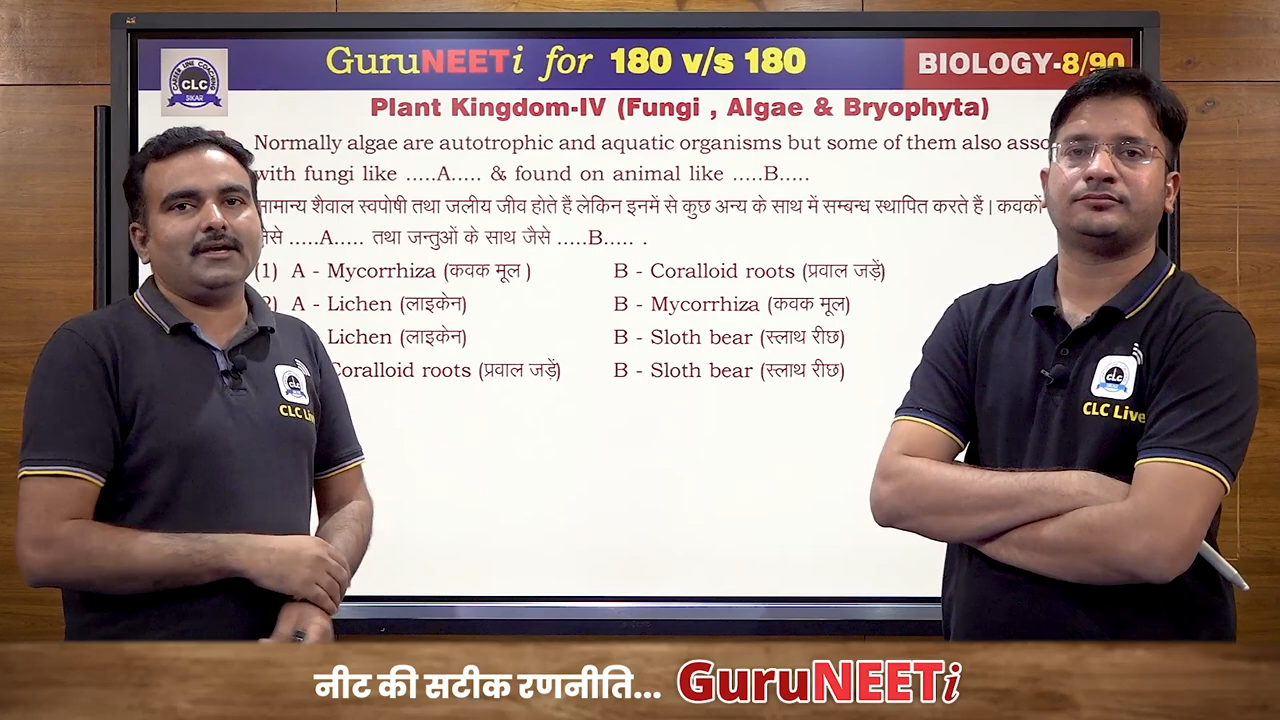 GuruNEETi for 180 v/s 180
BIOLOGY-8/90
CAREER LINE COACHING
CLC
SIKAR
Plant Kingdom-IV (Fungi , Algae & Bryophyta)
Normally algae are autotrophic and aquatic organisms but some of them also asso
with fungi like .....A..... & found on animal like .....B.....
सामान्य शैवाल स्वपोषी तथा जलीय जीव होते हैं लेकिन इनमें से कुछ अन्य के साथ में सम्बन्ध स्थापित करते हैं। कवकों
जैसे .....A..... तथा जन्तुओं के साथ जैसे .....B..... .
(1) A - Mycorrhiza (कवक मूल ) B - Coralloid roots (प्रवाल जड़ें)
2) A - Lichen (लाइकेन) B - Mycorrhiza (कवक मूल)
Lichen (लाइकेन) B - Sloth bear (स्लाथ रीछ)
Coralloid roots (प्रवाल जड़ें) B - Sloth bear (स्लाथ रीछ)
CLC
CLC Live
CLC
SIKAR
CLC Live
नीट की सटीक रणनीति... GuruNEETi